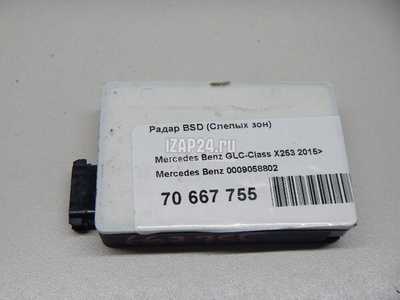 Радар BSD (Слепых зон)
IZAP24.ru
Mercedes Benz GLC-Class X253 2015>
Mercedes Benz 0009058802
70 667 755